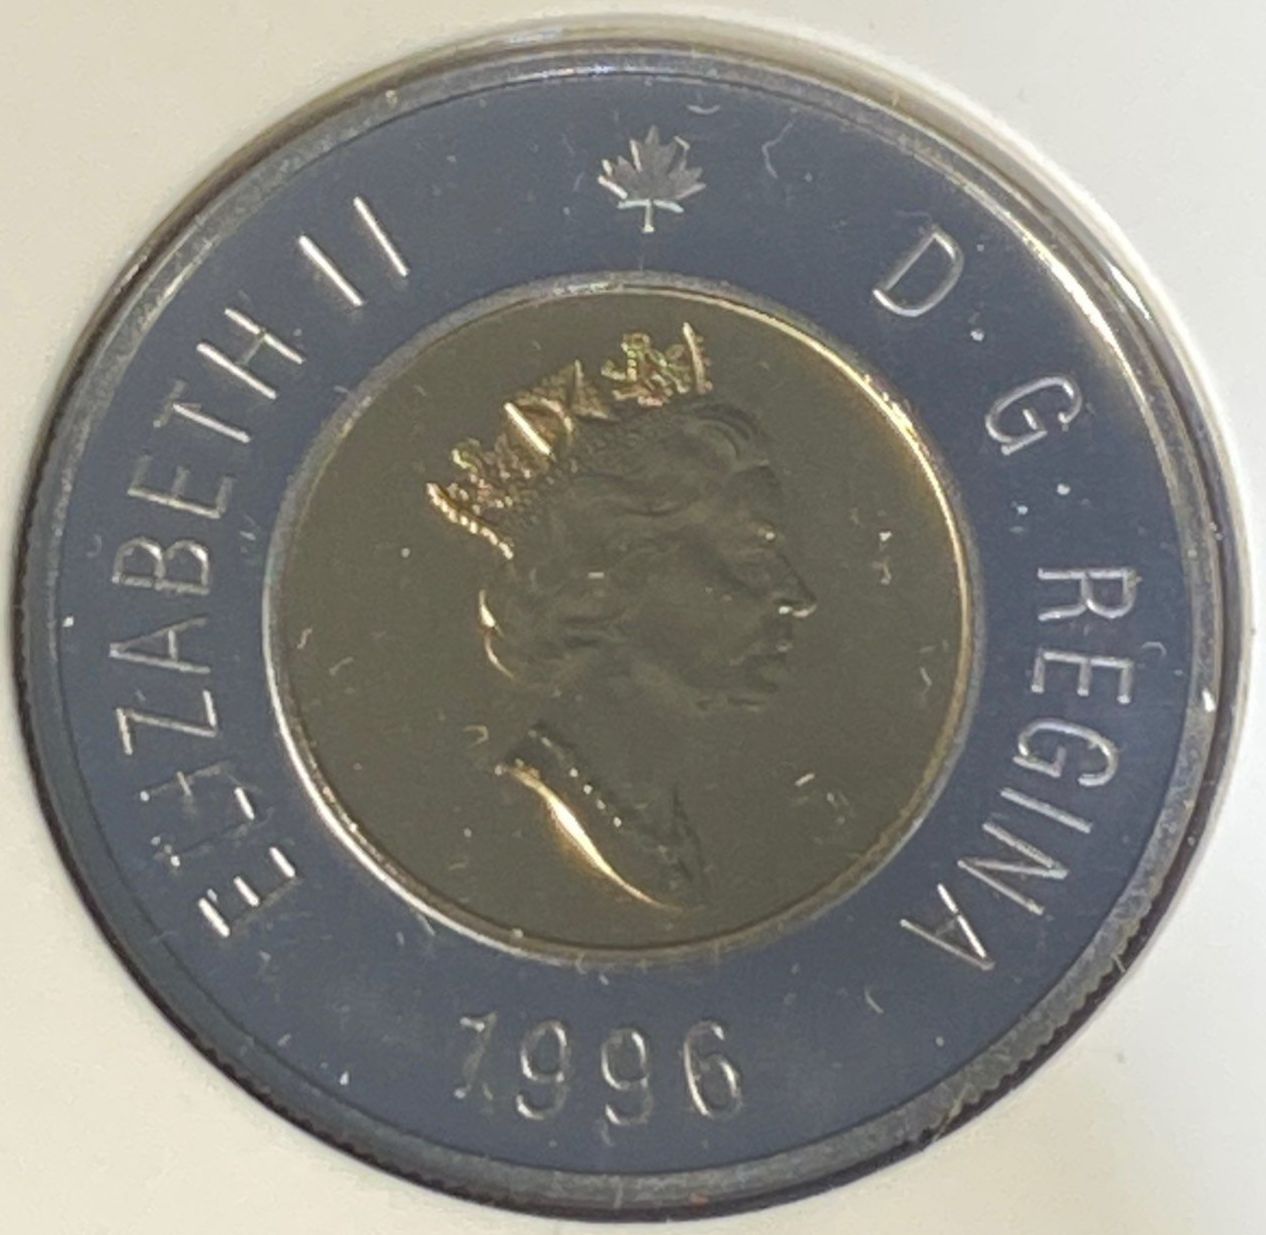 ELIZABETH II D · G · REGINA
1996